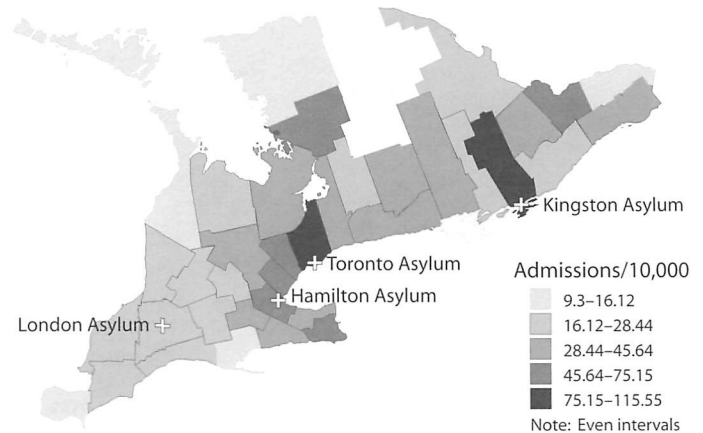 Kingston Asylum
Toronto Asylum
Hamilton Asylum
London Asylum
Admissions/10,000
9.3–16.12
16.12–28.44
28.44–45.64
45.64–75.15
75.15–115.55
Note: Even intervals